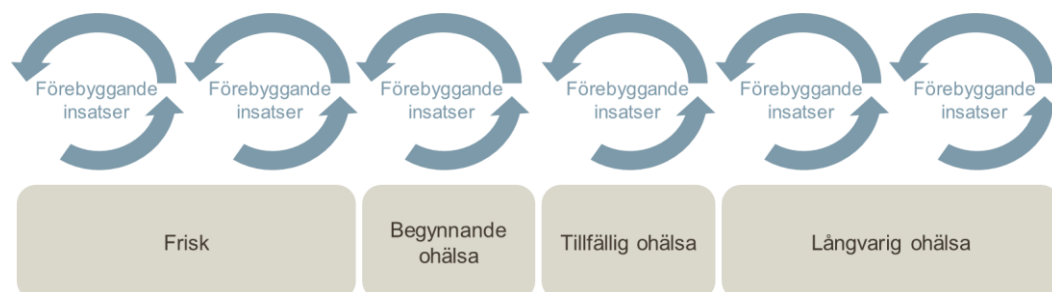 Förebyggande
insatser
Förebyggande
insatser
Förebyggande
insatser
Förebyggande
insatser
Förebyggande
insatser
Förebyggande
insatser
Frisk
Begynnande
ohälsa
Tillfällig ohälsa
Långvarig ohälsa